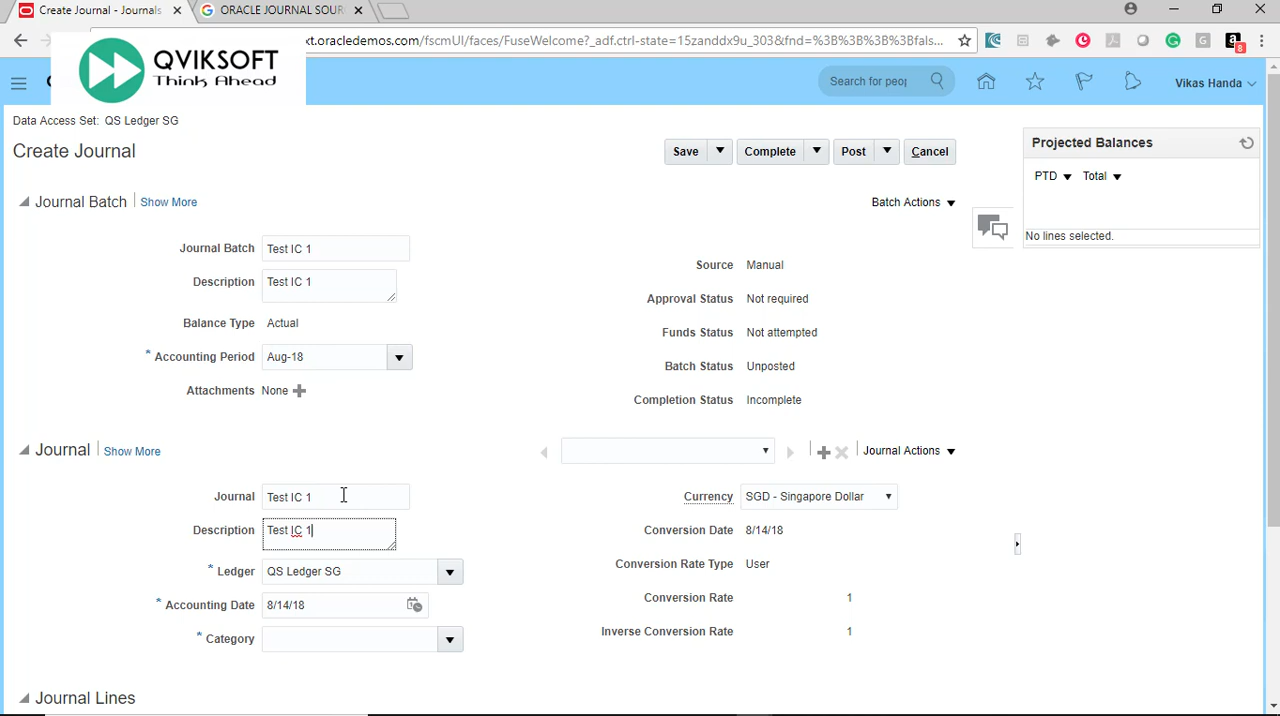 Create Journal - Journals
ORACLE JOURNAL SOUR
xt.oracledemos.com/fscmUI/faces/FuseWelcome?_adf.ctrl-state=15zanddx9u_303&fnd=%3B%3B%3B%3Bfals...
8
QVIKSOFT
Think Ahead
Search for peop
Vikas Handa
Data Access Set: QS Ledger SG
Create Journal
Save
Complete
Post
Cancel
Projected Balances
PTD
Total
No lines selected.
Journal Batch
Show More
Batch Actions
Journal Batch
Test IC 1
Description
Test IC 1
Balance Type
Actual
* Accounting Period
Aug-18
Attachments
None
Source
Manual
Approval Status
Not required
Funds Status
Not attempted
Batch Status
Unposted
Completion Status
Incomplete
Journal
Show More
Journal Actions
Journal
Test IC 1
Description
Test IC 1
* Ledger
QS Ledger SG
* Accounting Date
8/14/18
* Category
Currency
SGD - Singapore Dollar
Conversion Date
8/14/18
Conversion Rate Type
User
Conversion Rate
1
Inverse Conversion Rate
1
Journal Lines